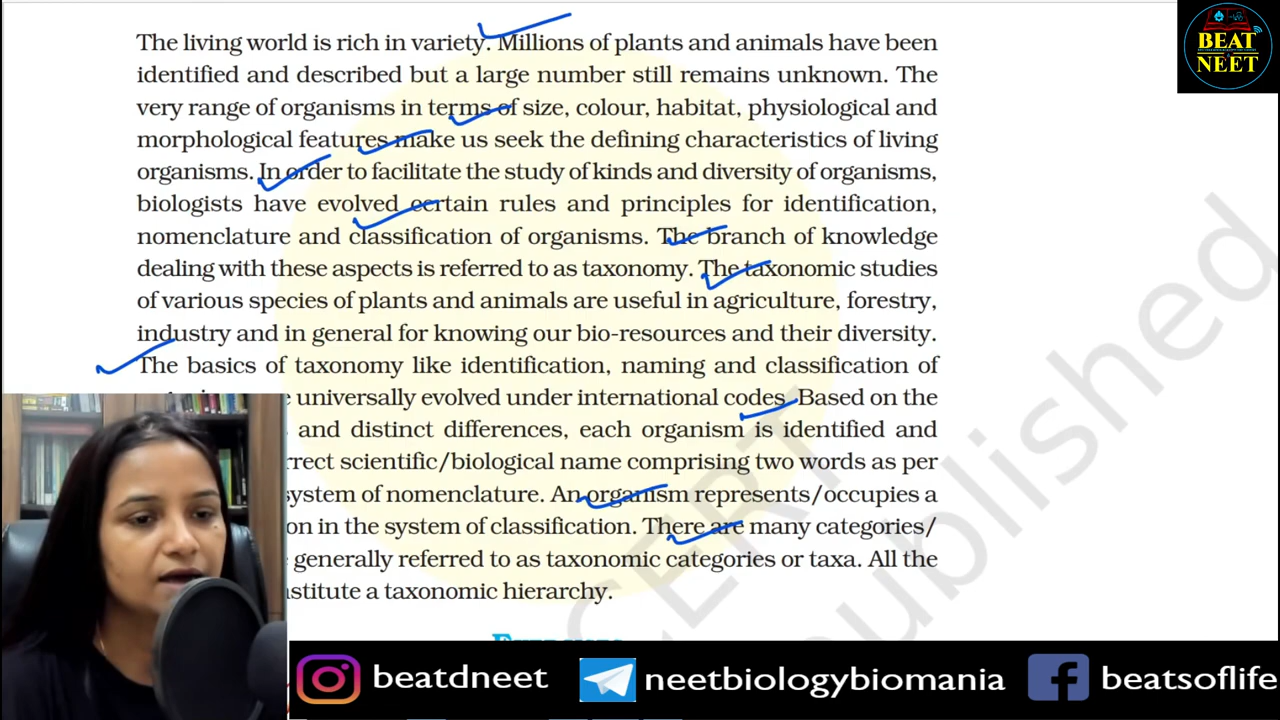 The living world is rich in variety. Millions of plants and animals have been
identified and described but a large number still remains unknown. The
very range of organisms in terms of size, colour, habitat, physiological and
morphological features make us seek the defining characteristics of living
organisms. In order to facilitate the study of kinds and diversity of organisms,
biologists have evolved certain rules and principles for identification,
nomenclature and classification of organisms. The branch of knowledge
dealing with these aspects is referred to as taxonomy. The taxonomic studies
of various species of plants and animals are useful in agriculture, forestry,
industry and in general for knowing our bio-resources and their diversity.
The basics of taxonomy like identification, naming and classification of
universally evolved under international codes. Based on the
and distinct differences, each organism is identified and
scientific/biological name comprising two words as per
system of nomenclature. An organism represents/occupies a
in the system of classification. There are many categories/
generally referred to as taxonomic categories or taxa. All the
a taxonomic hierarchy.
BEAT
NEET
published
beatdneet
neetbiologybiomania
beatsoflife